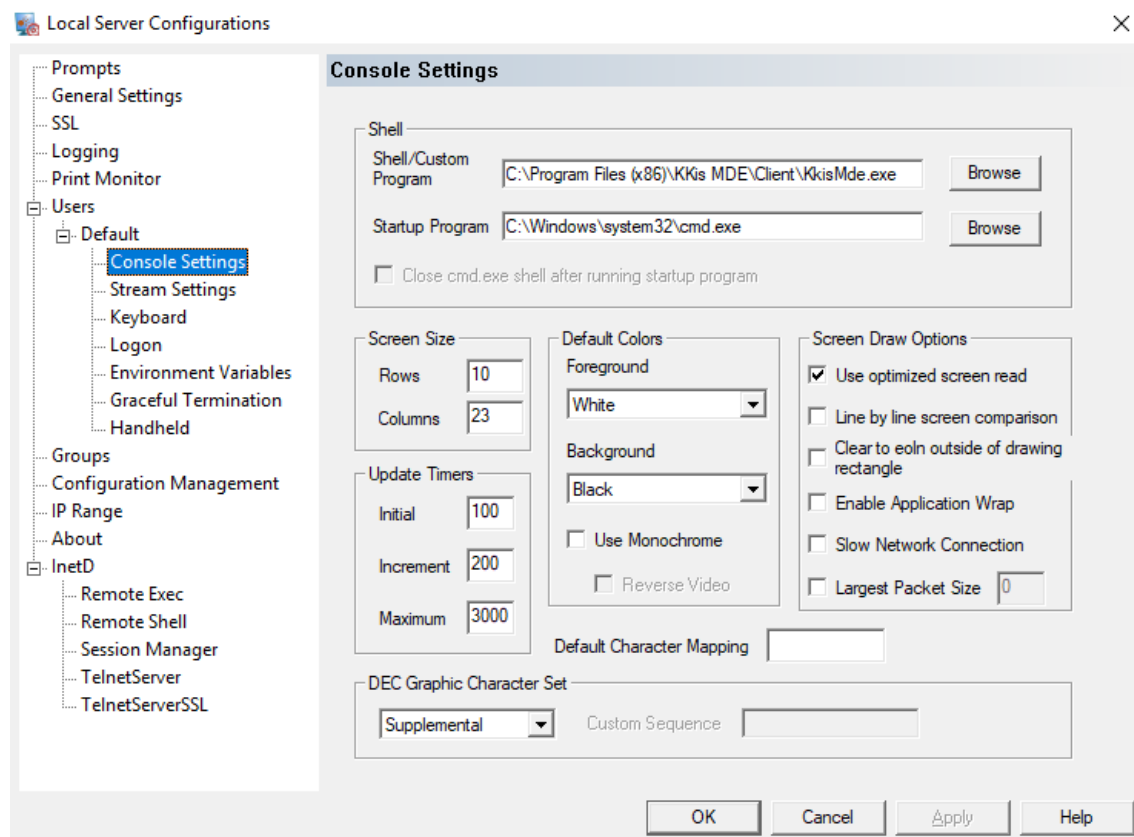 Local Server Configurations
Prompts
General Settings
SSL
Logging
Print Monitor
Users
Default
Console Settings
Stream Settings
Keyboard
Logon
Environment Variables
Graceful Termination
Handheld
Groups
Configuration Management
IP Range
About
InetD
Remote Exec
Remote Shell
Session Manager
TelnetServer
TelnetServerSSL
Console Settings
Shell
Shell/Custom
Program
C:\Program Files (x86)\KKis MDE\Client\KkisMde.exe
Browse
Startup Program
C:\Windows\system32\cmd.exe
Browse
Close cmd.exe shell after running startup program
Screen Size
Rows
10
Columns
23
Update Timers
Initial
100
Increment
200
Maximum
3000
Default Colors
Foreground
White
Background
Black
Use Monochrome
Reverse Video
Screen Draw Options
Use optimized screen read
Line by line screen comparison
Clear to eoln outside of drawing
rectangle
Enable Application Wrap
Slow Network Connection
Largest Packet Size
0
Default Character Mapping
DEC Graphic Character Set
Supplemental
Custom Sequence
OK
Cancel
Apply
Help